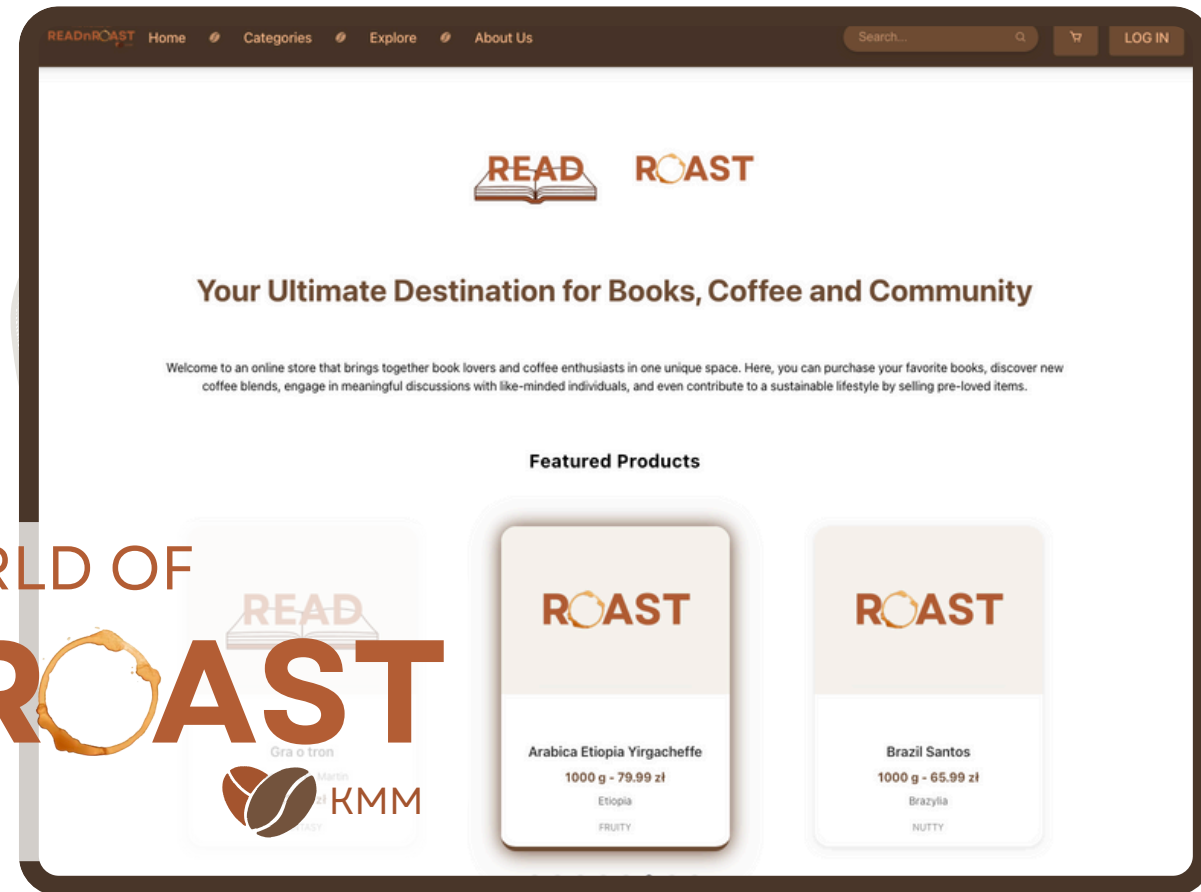 READnROAST Home Categories Explore About Us Search... LOG IN
READ ROAST
Your Ultimate Destination for Books, Coffee and Community
Welcome to an online store that brings together book lovers and coffee enthusiasts in one unique space. Here, you can purchase your favorite books, discover new
coffee blends, engage in meaningful discussions with like-minded individuals, and even contribute to a sustainable lifestyle by selling pre-loved items.
Featured Products
RLD OF
READ
ROAST
ROAST
ROAST
Gra o tron
Martin
zł
KMM
Arabica Etiopia Yirgacheffe
1000 g - 79.99 zł
Etiopia
FRUITY
Brazil Santos
1000 g - 65.99 zł
Brazylia
NUTTY